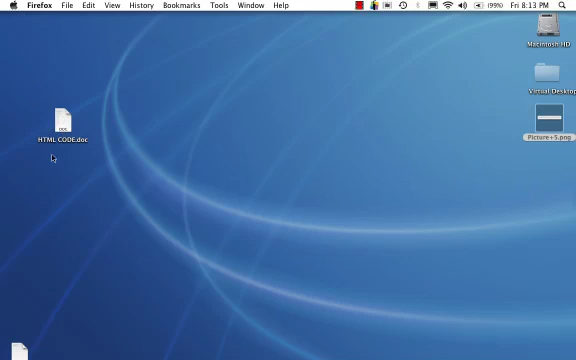 Firefox File Edit View History Bookmarks Tools Window Help (99%) Fri 8:13 PM
Macintosh HD
Virtual Desktop
Picture+5.png
DOC
HTML CODE.doc